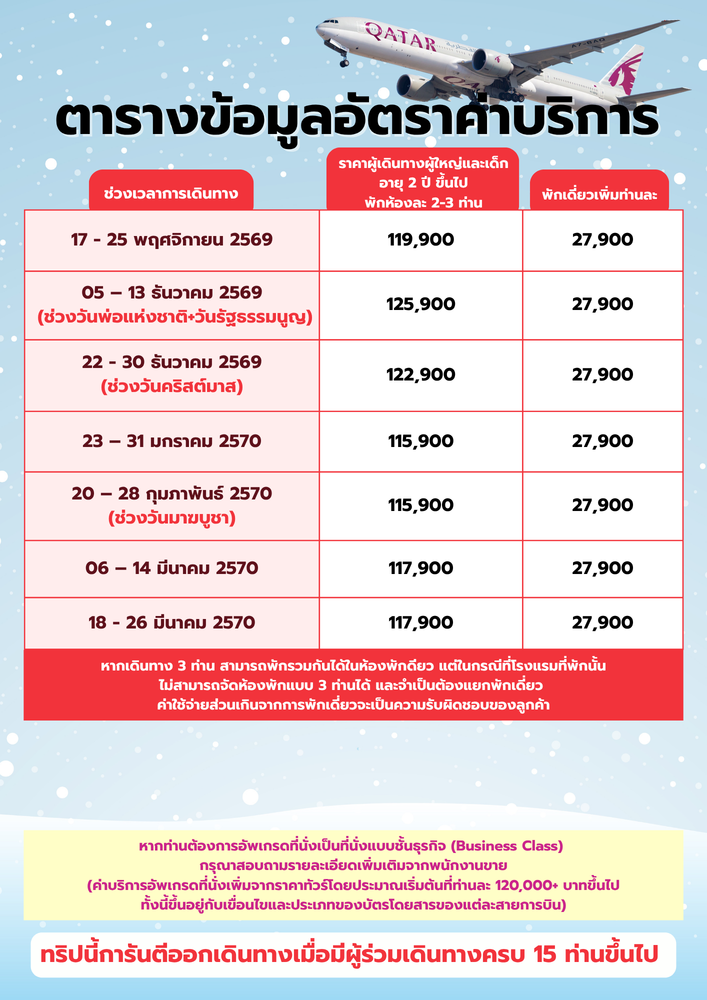 QATAR
القطرية
A7-BAQ
QA
ตารางข้อมูลอัตราค่าบริการ
ช่วงเวลาการเดินทาง
ราคาผู้เดินทางผู้ใหญ่และเด็ก
อายุ 2 ปี ขึ้นไป
พักห้องละ 2-3 ท่าน
พักเดี่ยวเพิ่มท่านละ
17 - 25 พฤศจิกายน 2569 119,900 27,900
05 – 13 ธันวาคม 2569
(ช่วงวันพ่อแห่งชาติ+วันรัฐธรรมนูญ)
125,900 27,900
22 - 30 ธันวาคม 2569
(ช่วงวันคริสต์มาส)
122,900 27,900
23 – 31 มกราคม 2570 115,900 27,900
20 – 28 กุมภาพันธ์ 2570
(ช่วงวันมาฆบูชา)
115,900 27,900
06 – 14 มีนาคม 2570 117,900 27,900
18 - 26 มีนาคม 2570 117,900 27,900
หากเดินทาง 3 ท่าน สามารถพักรวมกันได้ในห้องพักดียว แต่ในกรณีที่โรงแรมที่พักนั้น
ไม่สามารถจัดห้องพักแบบ 3 ท่านได้ และจำเป็นต้องแยกพักเดี่ยว
ค่าใช้จ่ายส่วนเกินจากการพักเดี่ยวจะเป็นความรับผิดชอบของลูกค้า
หากท่านต้องการอัพเกรดที่นั่งเป็นที่นั่งแบบชั้นธุรกิจ (Business Class)
กรุณาสอบถามรายละเอียดเพิ่มเติมจากพนักงานขาย
(ค่าบริการอัพเกรดที่นั่งเพิ่มจากราคาทัวร์โดยประมาณเริ่มต้นที่ท่านละ 120,000+ บาทขึ้นไป
ทั้งนี้ขึ้นอยู่กับเขื่อนไขและประเภทของบัตรโดยสารของแต่ละสายการบิน)
ทริปนี้การันตีออกเดินทางเมื่อมีผู้ร่วมเดินทางครบ 15 ท่านขึ้นไป